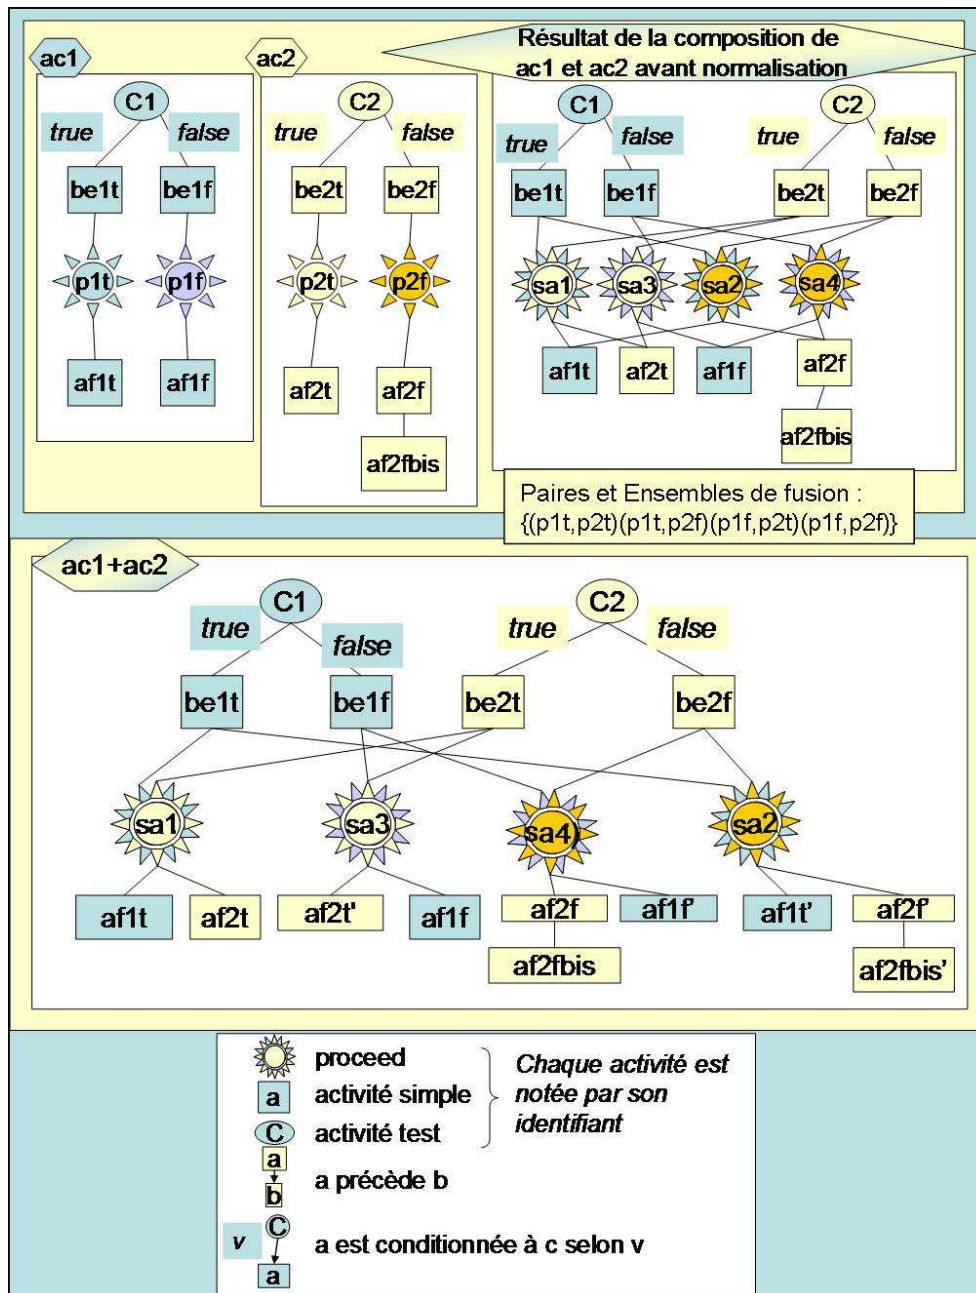 ac1
ac2
Résultat de la composition de
ac1 et ac2 avant normalisation
C1
true
false
be1t
be1f
p1t
p1f
af1t
af1f
C2
true
false
be2t
be2f
p2t
p2f
af2t
af2f
af2fbis
C1
C2
true
false
true
false
be1t
be1f
be2t
be2f
sa1
sa3
sa2
sa4
af1t
af2t
af1f
af2f
af2fbis
Paires et Ensembles de fusion :
{(p1t,p2t)(p1t,p2f)(p1f,p2t)(p1f,p2f)}
ac1+ac2
C1
C2
true
false
true
false
be1t
be1f
be2t
be2f
sa1
sa3
sa4)
sa2
af1t
af2t
af2t'
af1f
af2f
af1f'
af1t’
af2f'
af2fbis
af2fbis’
proceed
a activité simple
C activité test
Chaque activité est
notée par son
identifiant
a
b
a précède b
v
C
a
a est conditionnée à c selon v